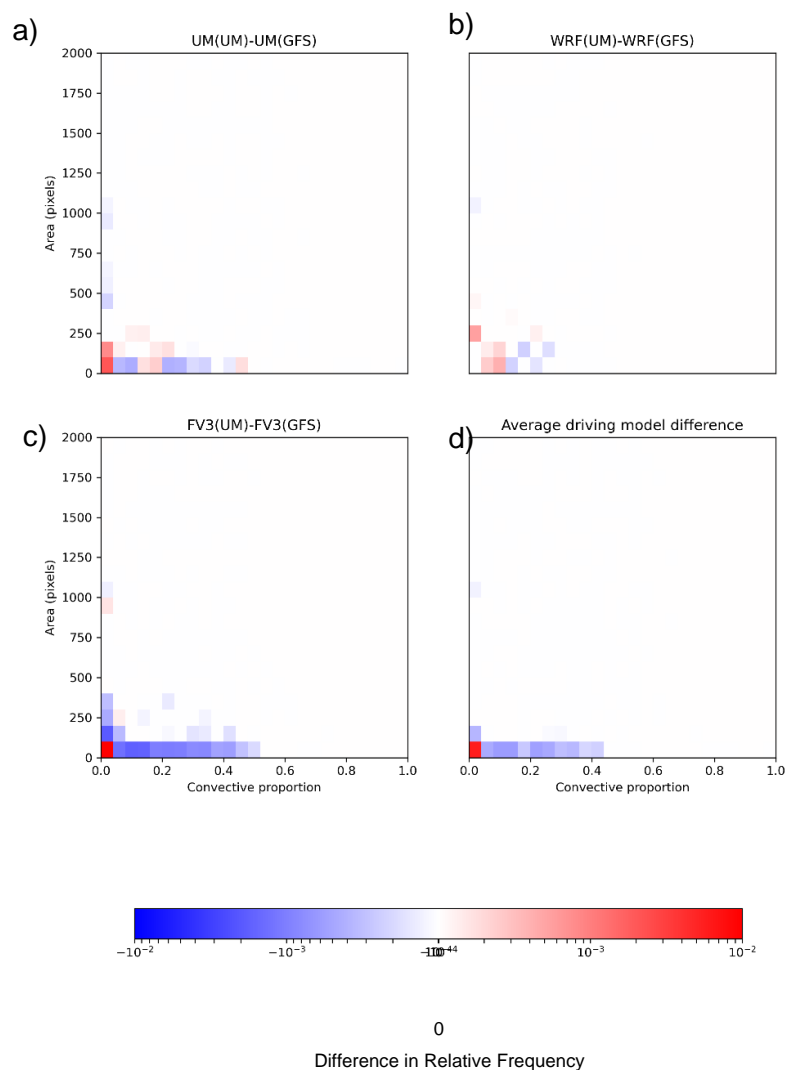 a)
UM(UM)-UM(GFS)
b)
WRF(UM)-WRF(GFS)
2000
1750
1500
1250
1000
750
500
250
0
Area (pixels)
c)
FV3(UM)-FV3(GFS)
d)
Average driving model difference
2000
1750
1500
1250
1000
750
500
250
0
Area (pixels)
0.0 0.2 0.4 0.6 0.8 1.0
Convective proportion
0.0 0.2 0.4 0.6 0.8 1.0
Convective proportion
−10⁻² −10⁻³ 10⁻³ 10⁻²
0
Difference in Relative Frequency